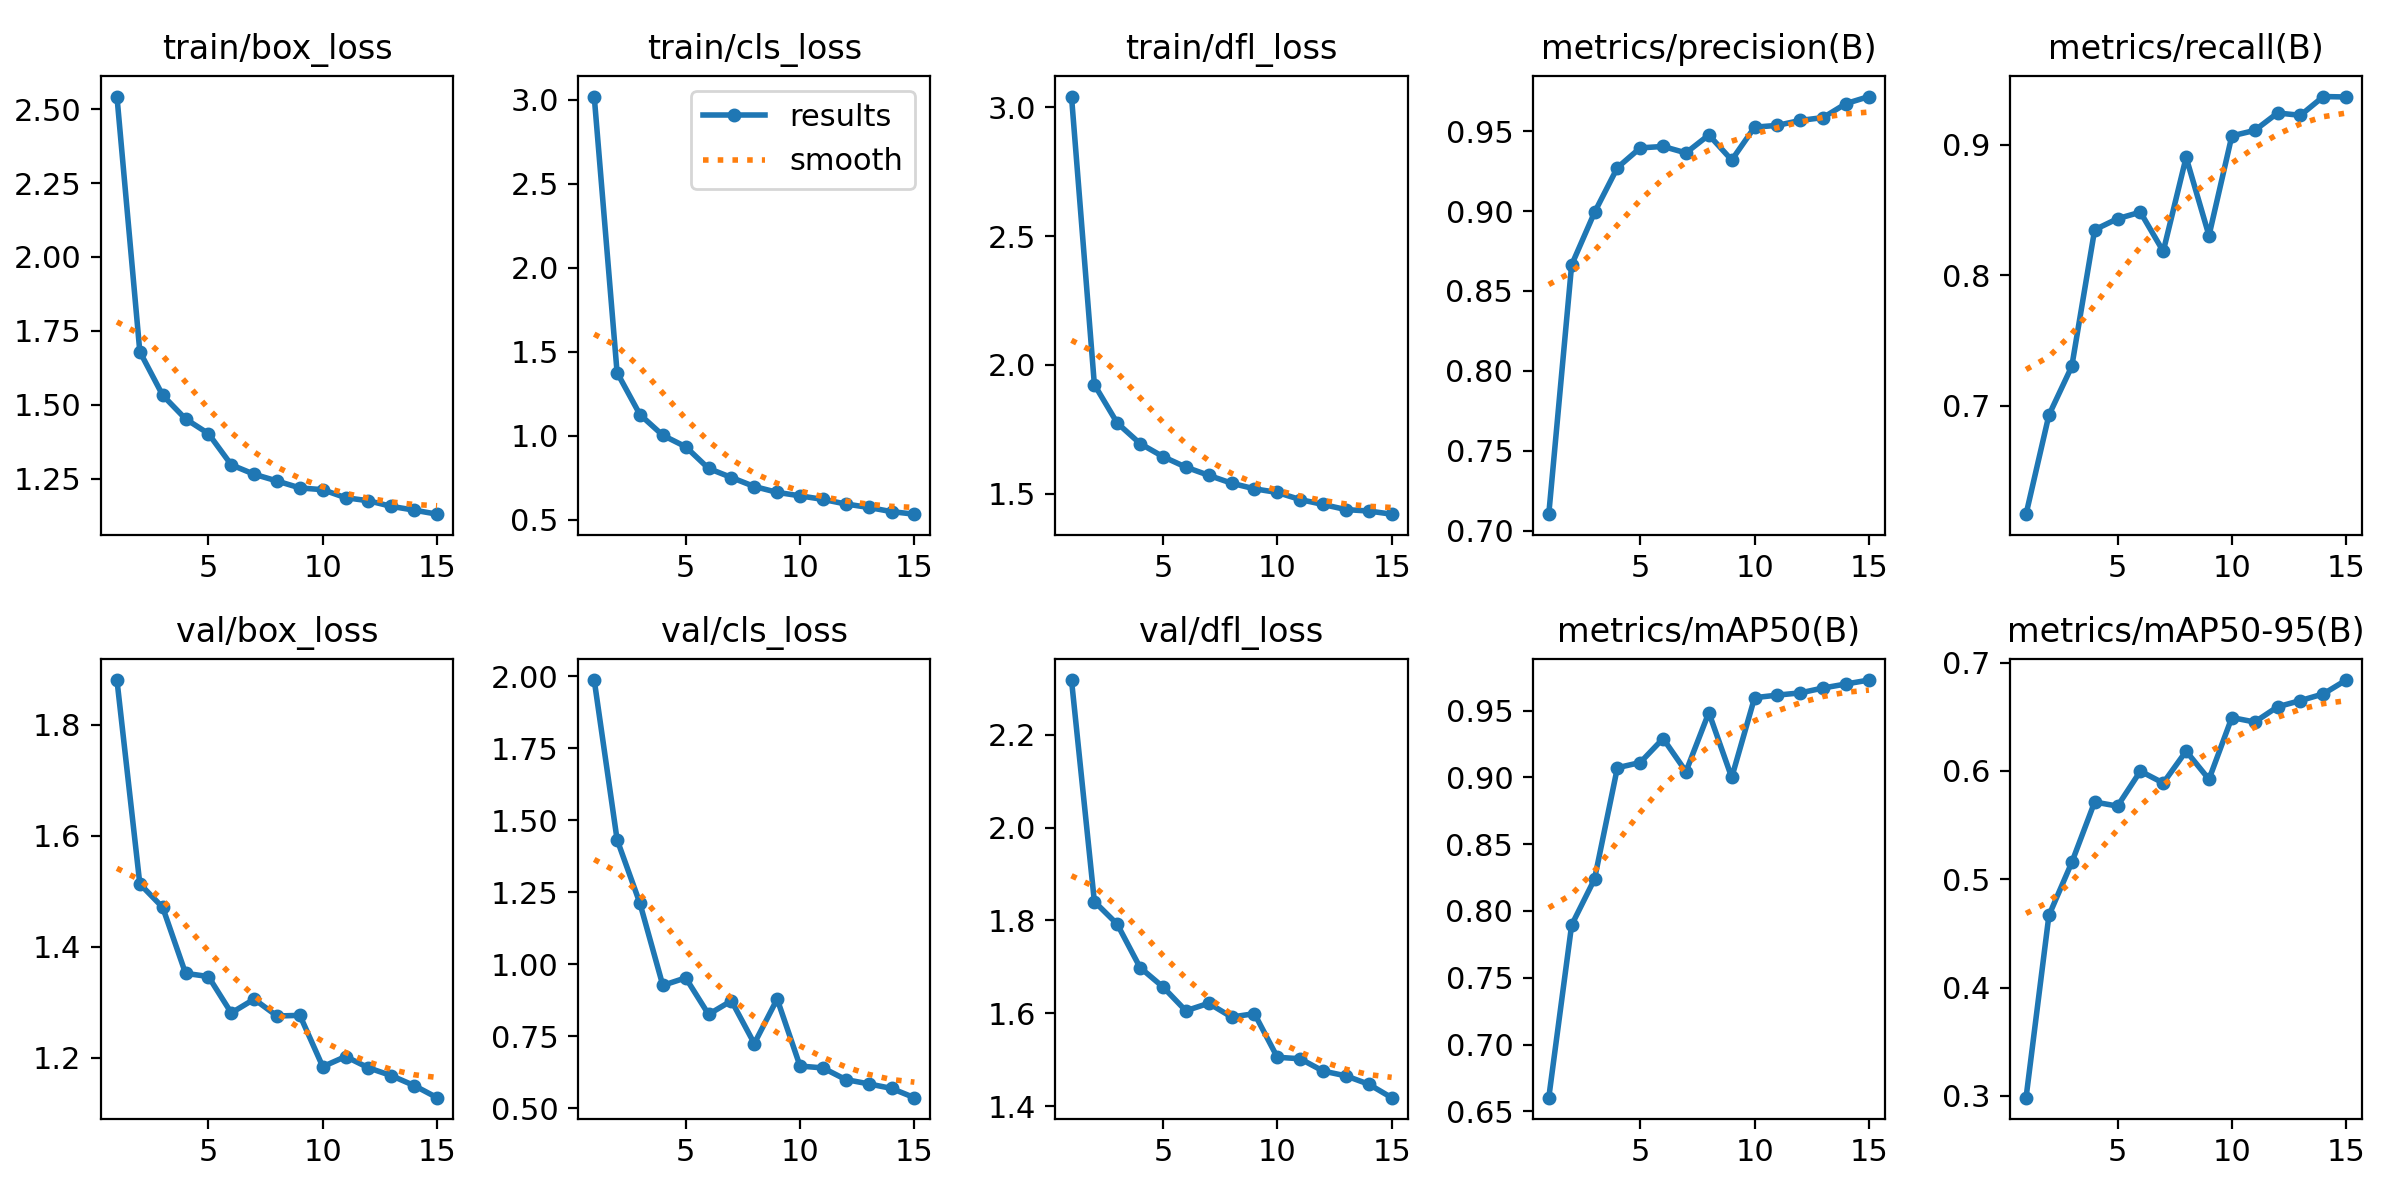 train/box_loss
2.50
2.25
2.00
1.75
1.50
1.25
5 10 15
train/cls_loss
results
smooth
3.0
2.5
2.0
1.5
1.0
0.5
5 10 15
train/dfl_loss
3.0
2.5
2.0
1.5
5 10 15
metrics/precision(B)
0.95
0.90
0.85
0.80
0.75
0.70
5 10 15
metrics/recall(B)
0.9
0.8
0.7
5 10 15
val/box_loss
1.8
1.6
1.4
1.2
5 10 15
val/cls_loss
2.00
1.75
1.50
1.25
1.00
0.75
0.50
5 10 15
val/dfl_loss
2.2
2.0
1.8
1.6
1.4
5 10 15
metrics/mAP50(B)
0.95
0.90
0.85
0.80
0.75
0.70
0.65
5 10 15
metrics/mAP50-95(B)
0.7
0.6
0.5
0.4
0.3
5 10 15